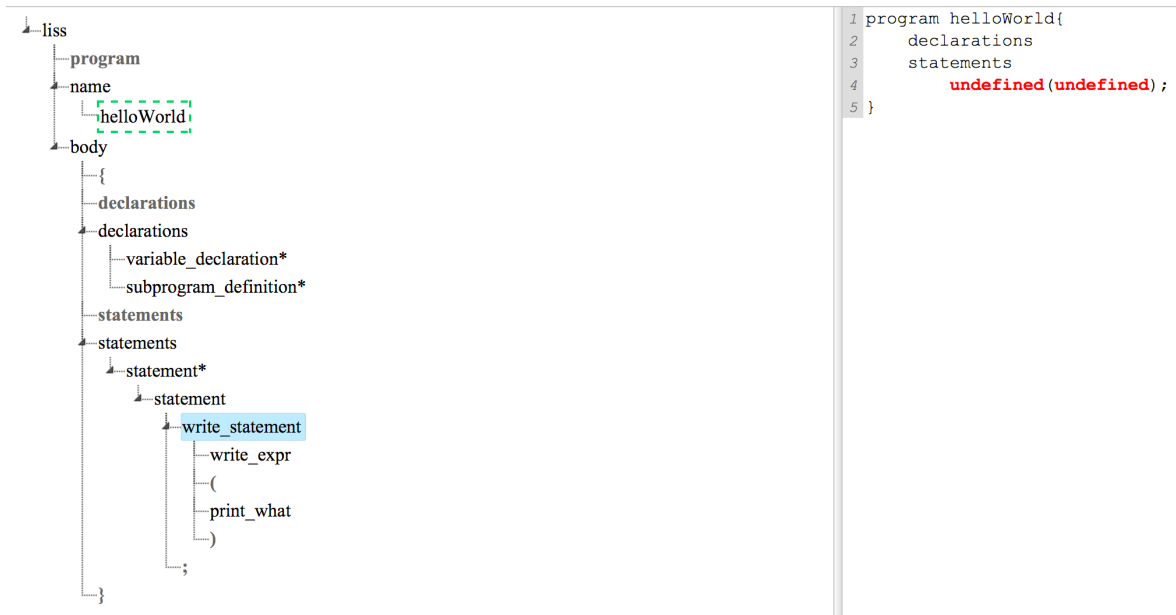 liss
program
name
helloWorld
body
{
declarations
declarations
variable_declaration*
subprogram_definition*
statements
statements
statement*
statement
write_statement
write_expr
(
print_what
)
;
}
1 program helloWorld{
2 declarations
3 statements
4 undefined(undefined);
5 }